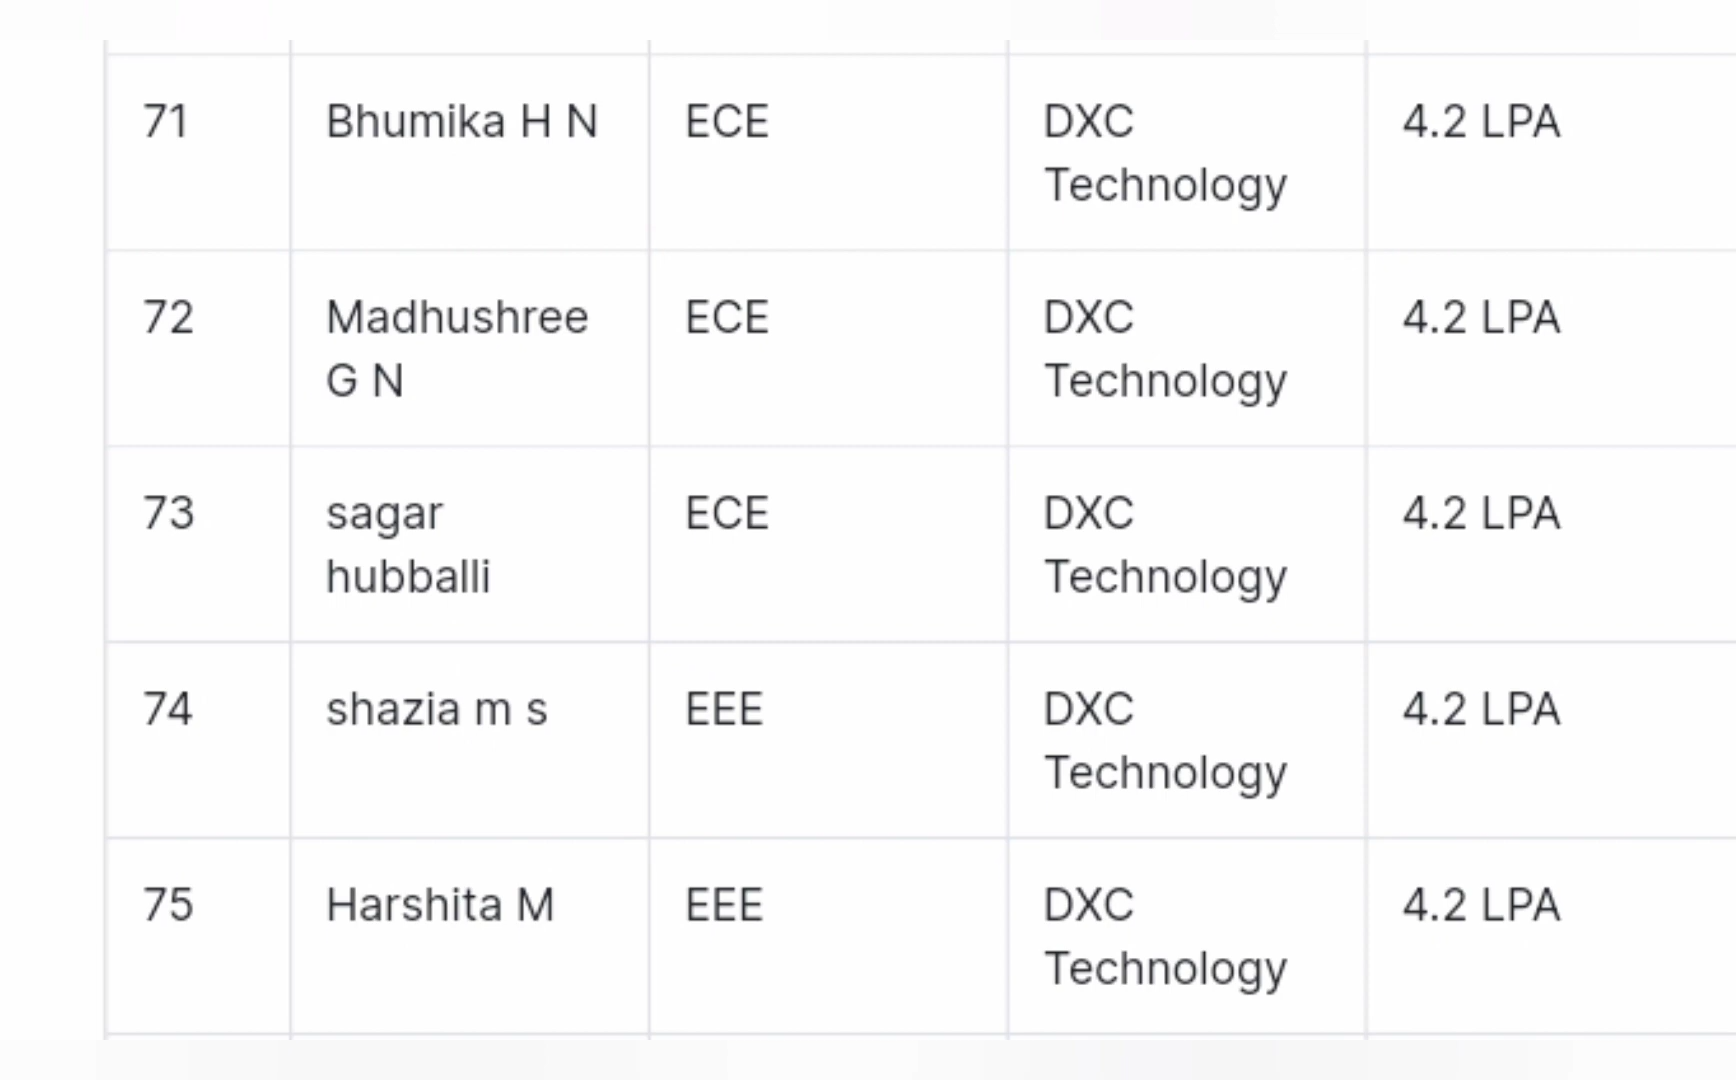 71 Bhumika H N ECE DXC 4.2 LPA
Technology
72 Madhushree ECE DXC 4.2 LPA
G N Technology
73 sagar ECE DXC 4.2 LPA
hubballi Technology
74 shazia m s EEE DXC 4.2 LPA
Technology
75 Harshita M EEE DXC 4.2 LPA
Technology